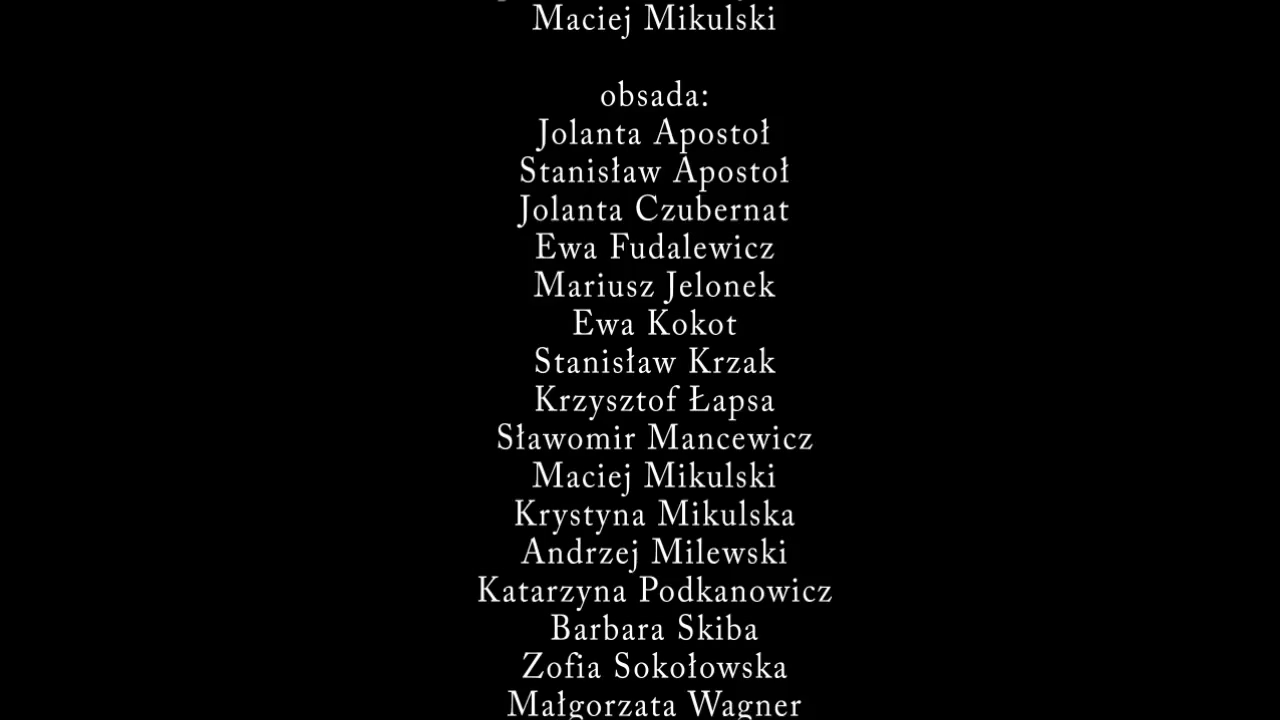 Maciej Mikulski
obsada:
Jolanta Apostoł
Stanisław Apostoł
Jolanta Czubernat
Ewa Fudalewicz
Mariusz Jelonek
Ewa Kokot
Stanisław Krzak
Krzysztof Łapsa
Sławomir Mancewicz
Maciej Mikulski
Krystyna Mikulska
Andrzej Milewski
Katarzyna Podkanowicz
Barbara Skiba
Zofia Sokołowska
Małgorzata Wagner